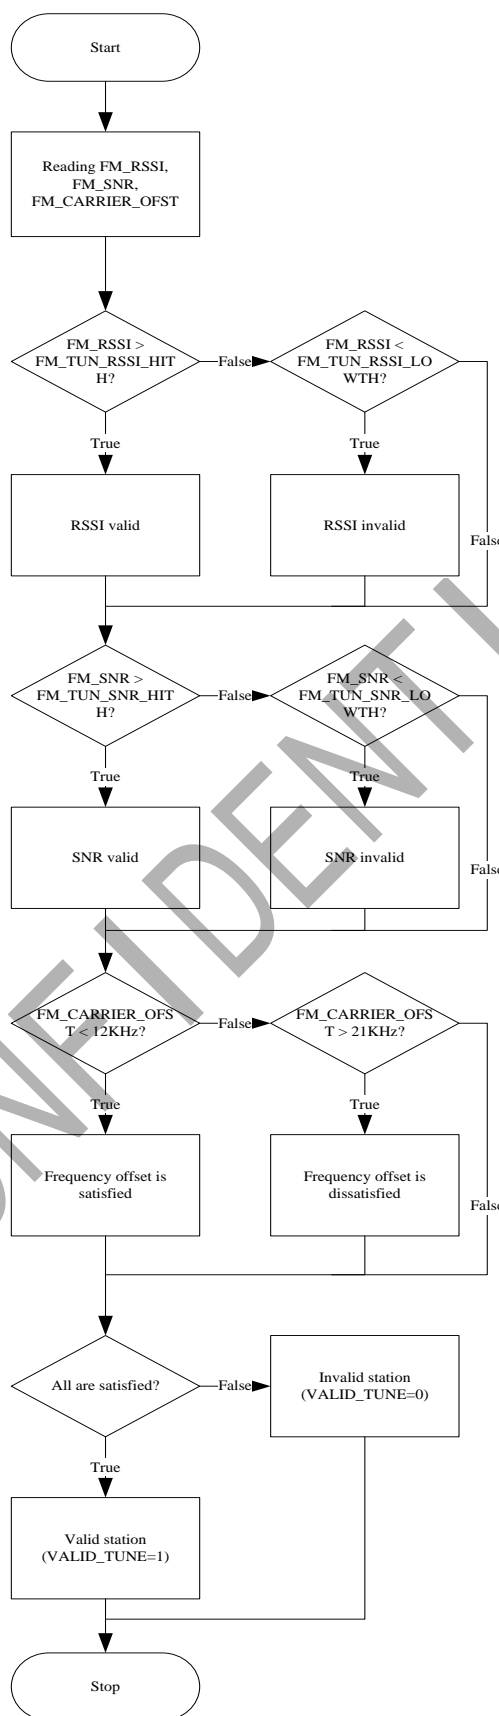 Start
Reading FM_RSSI,
FM_SNR,
FM_CARRIER_OFST
FM_RSSI >
FM_TUN_RSSI_HIT
H?
False
FM_RSSI <
FM_TUN_RSSI_LO
WTH?
True
True
RSSI valid
RSSI invalid
False
FM_SNR >
FM_TUN_SNR_HIT
H?
False
FM_SNR <
FM_TUN_SNR_LO
WTH?
True
True
SNR valid
SNR invalid
False
FM_CARRIER_OFS
T < 12KHz?
False
FM_CARRIER_OFS
T > 21KHz?
True
True
Frequency offset is
satisfied
Frequency offset is
dissatisfied
False
All are satisfied?
False
Invalid station
(VALID_TUNE=0)
True
Valid station
(VALID_TUNE=1)
Stop
ONFIDENTI